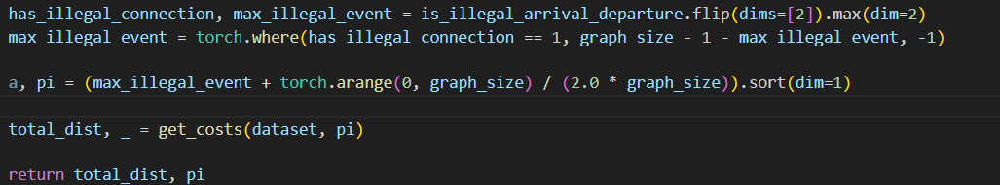 has_illegal_connection, max_illegal_event = is_illegal_arrival_departure.flip(dims=[2]).max(dim=2)
max_illegal_event = torch.where(has_illegal_connection == 1, graph_size - 1 - max_illegal_event, -1)
a, pi = (max_illegal_event + torch.arange(0, graph_size) / (2.0 * graph_size)).sort(dim=1)
total_dist, _ = get_costs(dataset, pi)
return total_dist, pi